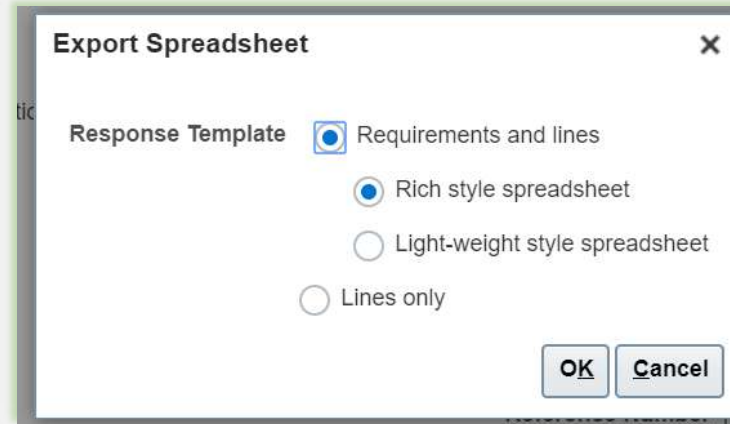 Export Spreadsheet
Response Template Requirements and lines
Rich style spreadsheet
Light-weight style spreadsheet
Lines only
OK Cancel